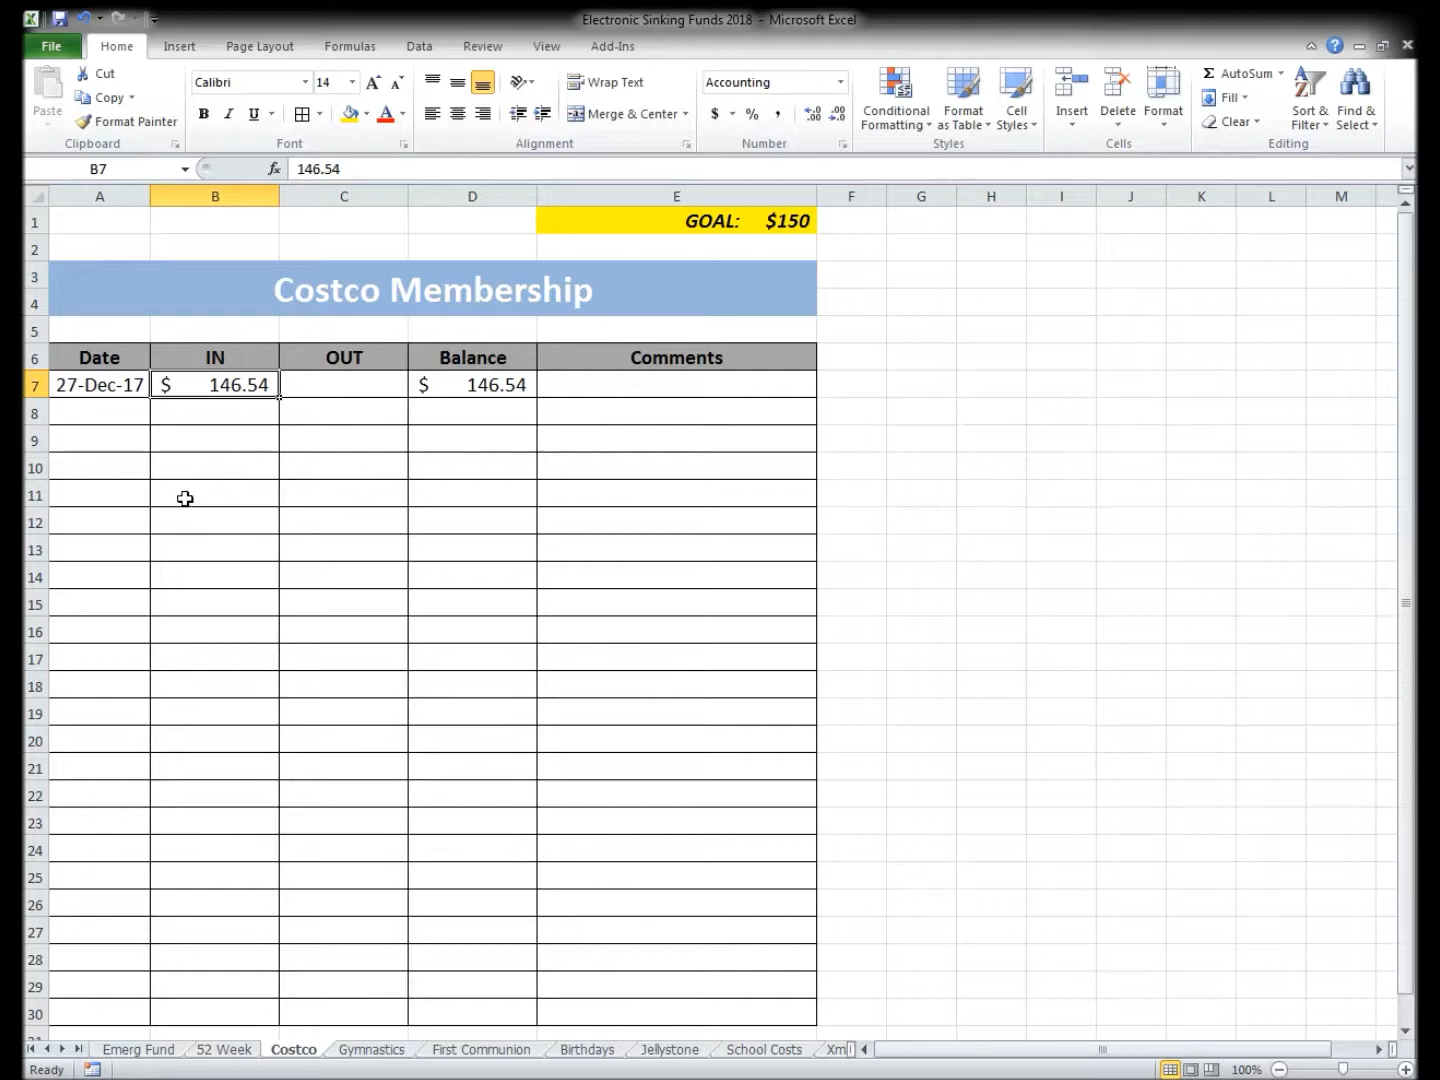 Electronic Sinking Funds 2018 - Microsoft Excel
File Home Insert Page Layout Formulas Data Review View Add-Ins
Paste
Cut
Copy
Format Painter
Clipboard
Calibri 14
B I U
Font
Wrap Text
Merge & Center
Alignment
Accounting
$ % ,
Number
Conditional Formatting
Format as Table
Cell Styles
Styles
Insert Delete Format
Cells
AutoSum
Fill
Clear
Sort & Filter
Find & Select
Editing
B7 fx 146.54
A B C D E F G H I J K L M
1 GOAL: $150
2
3
Costco Membership
4
5
6 Date IN OUT Balance Comments
7 27-Dec-17 $ 146.54 $ 146.54
8
9
10
11
12
13
14
15
16
17
18
19
20
21
22
23
24
25
26
27
28
29
30
Emerg Fund 52 Week Costco Gymnastics First Communion Birthdays Jellystone School Costs Xm
Ready 100%